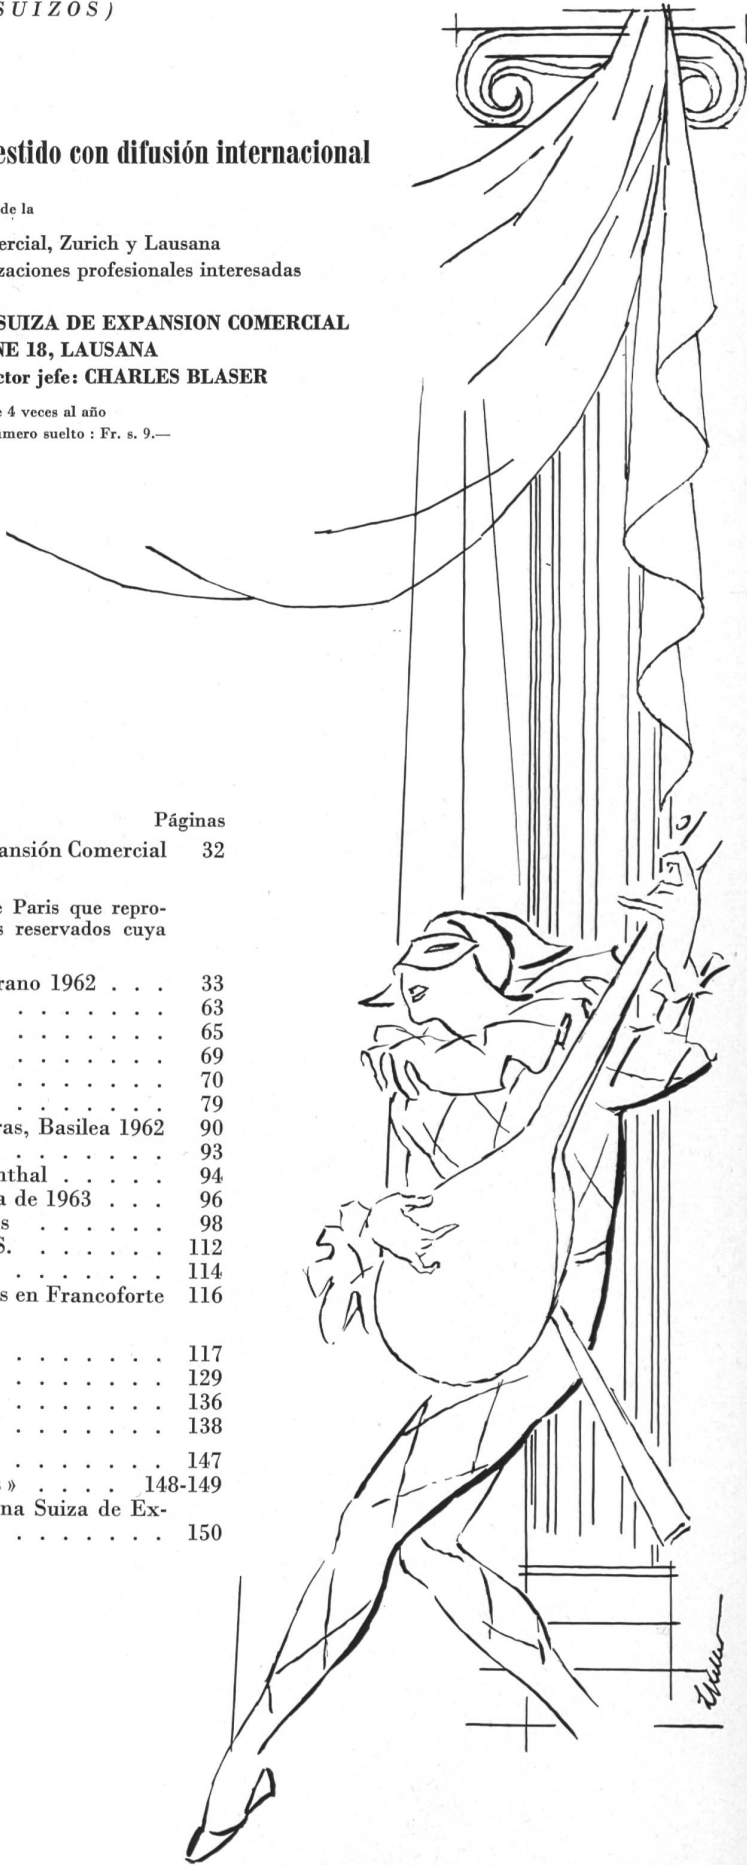 SUIZOS)
estido con difusión internacional
de la
ercial, Zurich y Lausana
zaciones profesionales interesadas
SUIZA DE EXPANSION COMERCIAL
NE 18, LAUSANA
ctor jefe: CHARLES BLASER
e 4 veces al año
úmero suelto : Fr. s. 9.—
Páginas
ansión Comercial 32
e Paris que repro-
s reservados cuya
rano 1962 . . . 33
. . . . . . . 63
. . . . . . . 65
. . . . . . . 69
. . . . . . . 70
. . . . . . . 79
ras, Basilea 1962 90
. . . . . . . 93
nthal . . . . . 94
a de 1963 . . . 96
s . . . . . . 98
S. . . . . . . 112
. . . . . . . 114
s en Francoforte 116
. . . . . . . 117
. . . . . . . 129
. . . . . . . 136
. . . . . . . 138
. . . . . . . 147
s » . . . . 148-149
na Suiza de Ex-
. . . . . . . 150